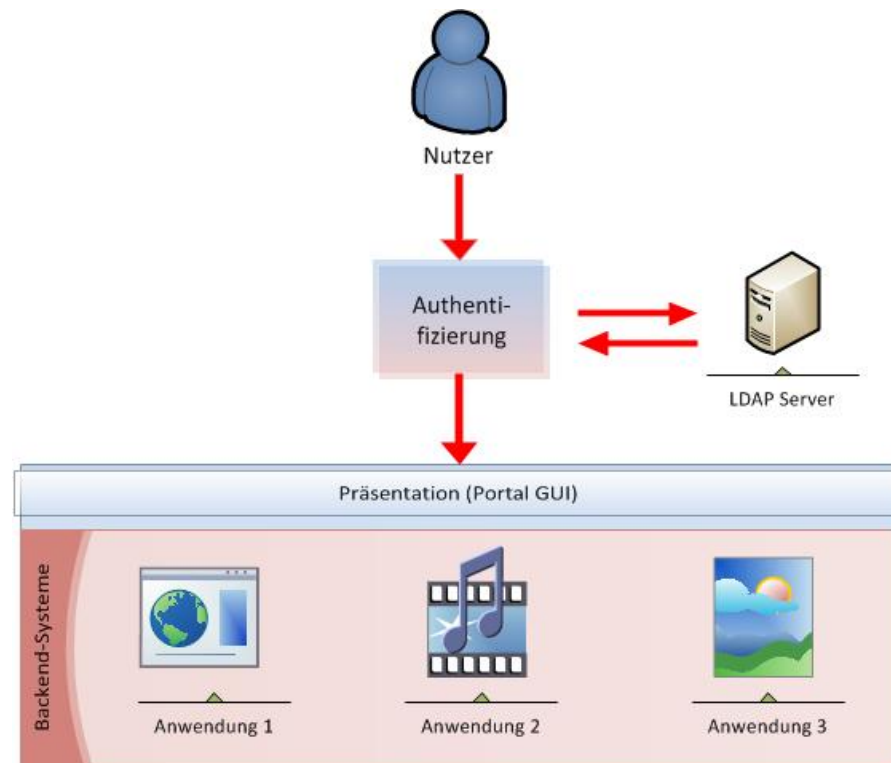 Nutzer
Authenti-
fizierung
LDAP Server
Präsentation (Portal GUI)
Backend-Systeme
Anwendung 1
Anwendung 2
Anwendung 3